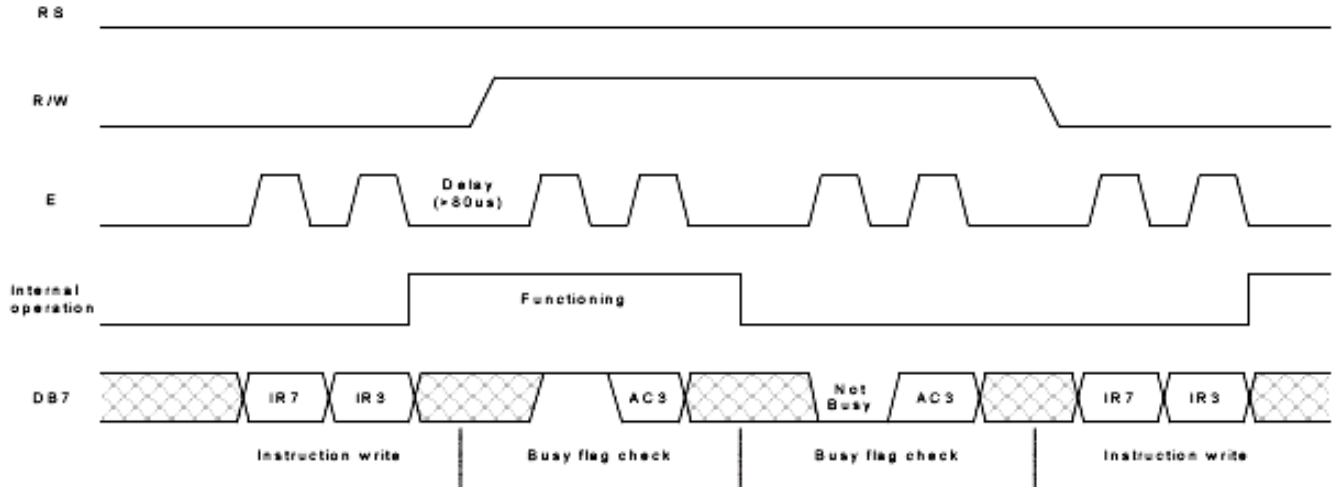 RS
R/W
E
Delay
(>80us)
Internal
operation
Functioning
DB7
IR7
IR3
AC3
Not
Busy
AC3
IR7
IR3
Instruction write
Busy flag check
Busy flag check
Instruction write